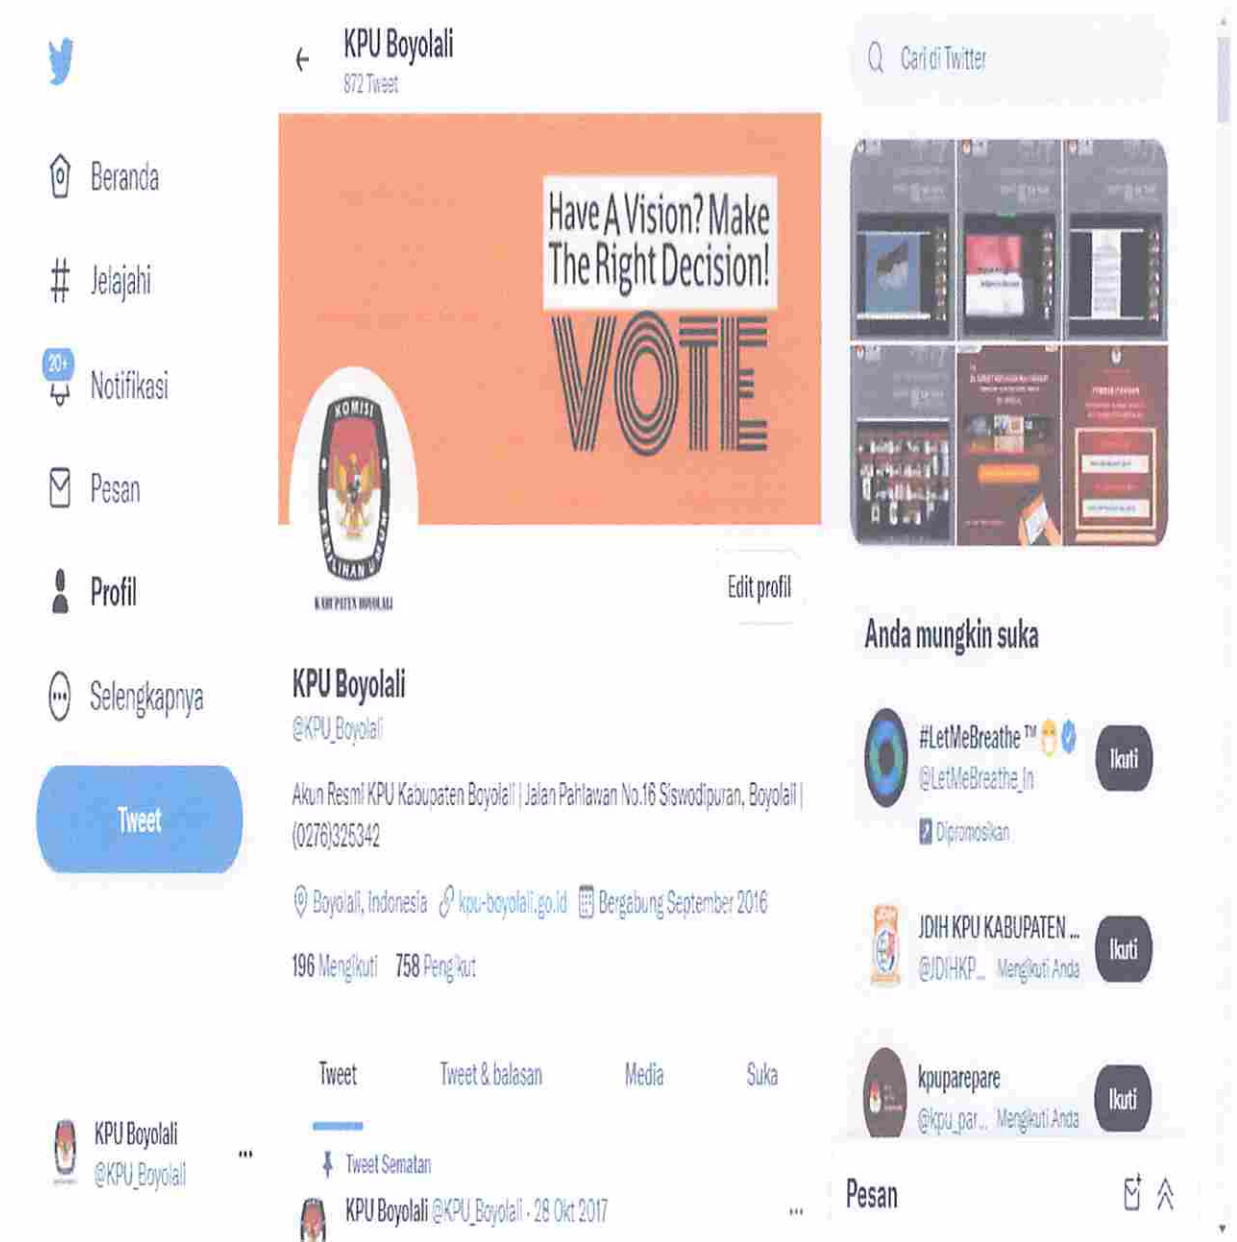 KPU Boyolali
872 Tweet
Cari di Twitter
Beranda
Jelajahi
20+
Notifikasi
Pesan
Profil
Selengkapnya
Tweet
Have A Vision? Make
The Right Decision!
VOTE
KOMISI
PEMILIHAN UMUM
KABUPATEN BOYOLALI
Edit profil
KPU Boyolali
@KPU_Boyolali
Akun Resmi KPU Kabupaten Boyolali | Jalan Pahlawan No.16 Siswodipuran, Boyolali |
(0276)325342
Boyolali, Indonesia kpu-boyolali.go.id Bergabung September 2016
196 Mengikuti 758 Pengikut
Tweet Tweet & balasan Media Suka
Tweet Sematan
KPU Boyolali @KPU_Boyolali · 28 Okt 2017
KPU Boyolali
@KPU_Boyolali
Anda mungkin suka
#LetMeBreathe ™
@LetMeBreathe_In
Ikuti
Dipromosikan
JDIH KPU KABUPATEN ...
@JDIHKP... Mengikuti Anda
Ikuti
kpuparepare
@kpu_par... Mengikuti Anda
Ikuti
Pesan